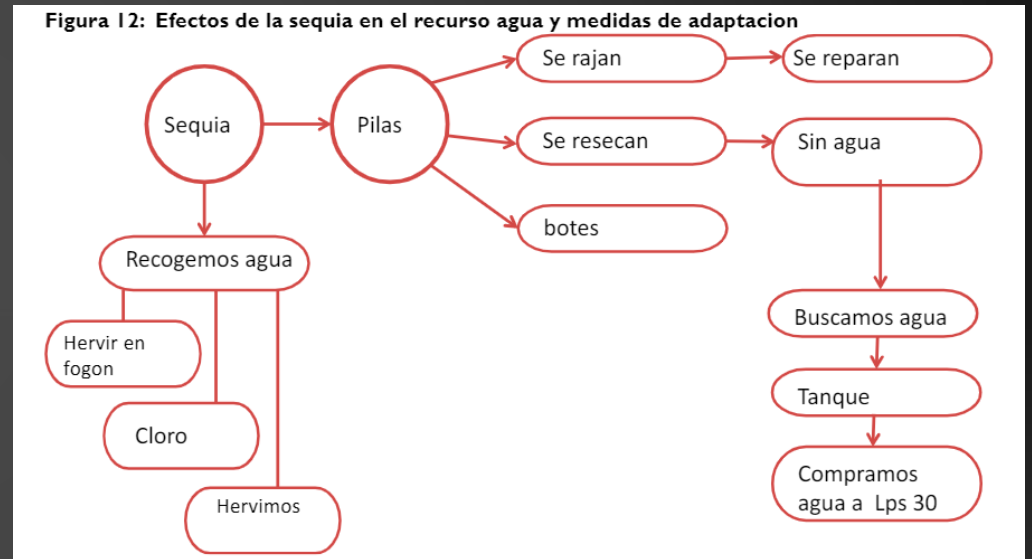 Figura 12: Efectos de la sequia en el recurso agua y medidas de adaptacion
Sequia
Pilas
Se rajan
Se reparan
Se resecan
Sin agua
botes
Recogemos agua
Hervir en
fogon
Cloro
Hervimos
Buscamos agua
Tanque
Compramos
agua a Lps 30